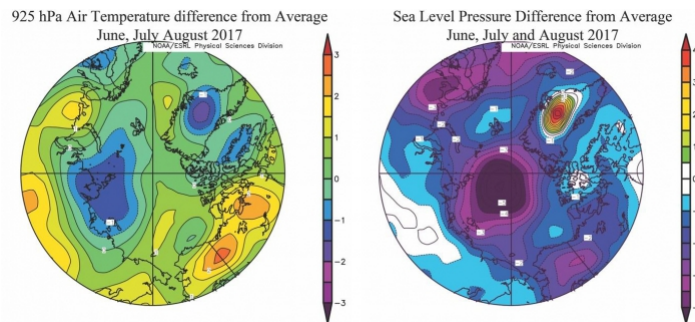 925 hPa Air Temperature difference from Average
June, July August 2017
NOAA/ESRL Physical Sciences Division
3
2
1
0
-1
-2
-3
Sea Level Pressure Difference from Average
June, July and August 2017
NOAA/ESRL Physical Sciences Division